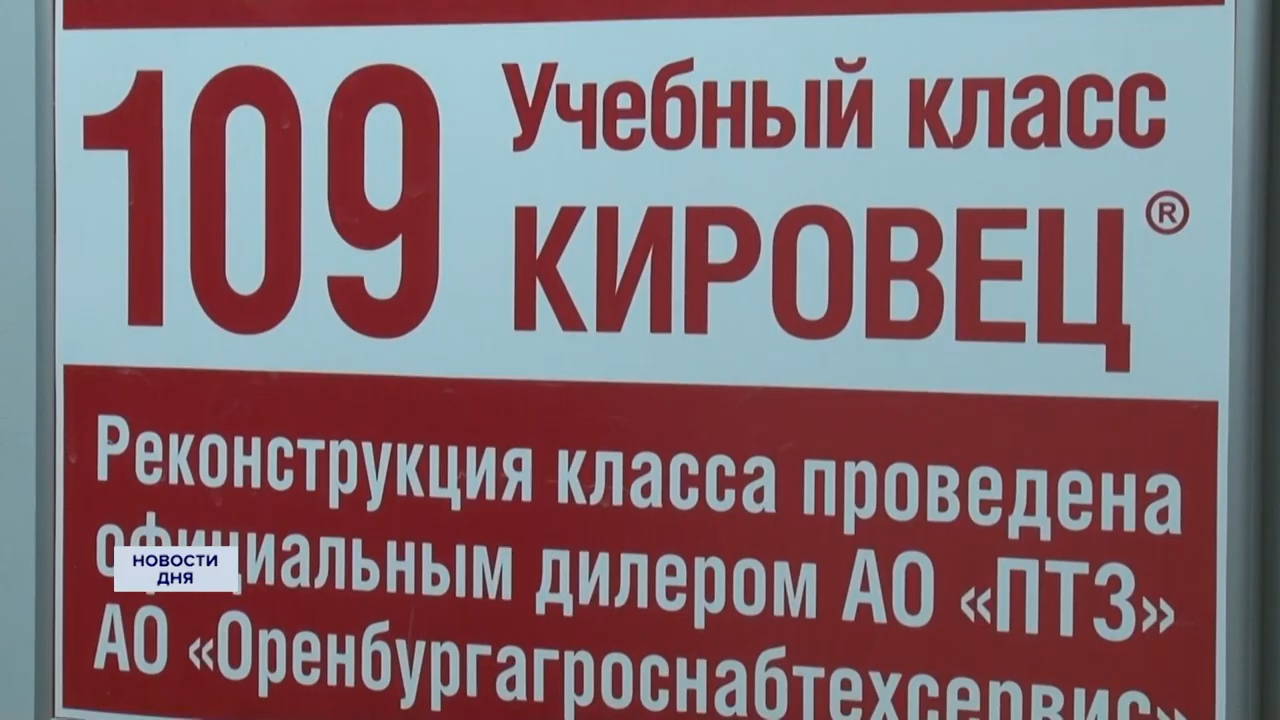 109 Учебный класс
КИРОВЕЦ®
Реконструкция класса проведена
официальным дилером АО «ПТЗ»
АО «Оренбургагроснабтехсервис»
НОВОСТИ
ДНЯ